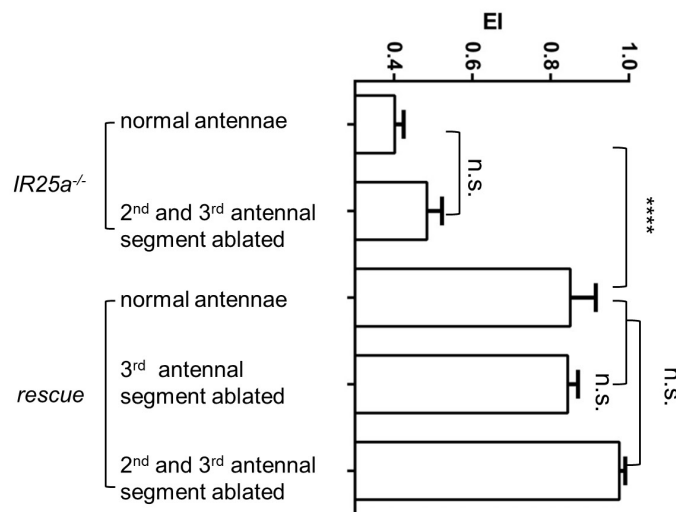 EI
0.4 0.6 0.8 1.0
IR25a-/-
normal antennae
2nd and 3rd antennal
segment ablated
rescue
normal antennae
3rd antennal
segment ablated
2nd and 3rd antennal
segment ablated
n.s.
****
n.s.
n.s.